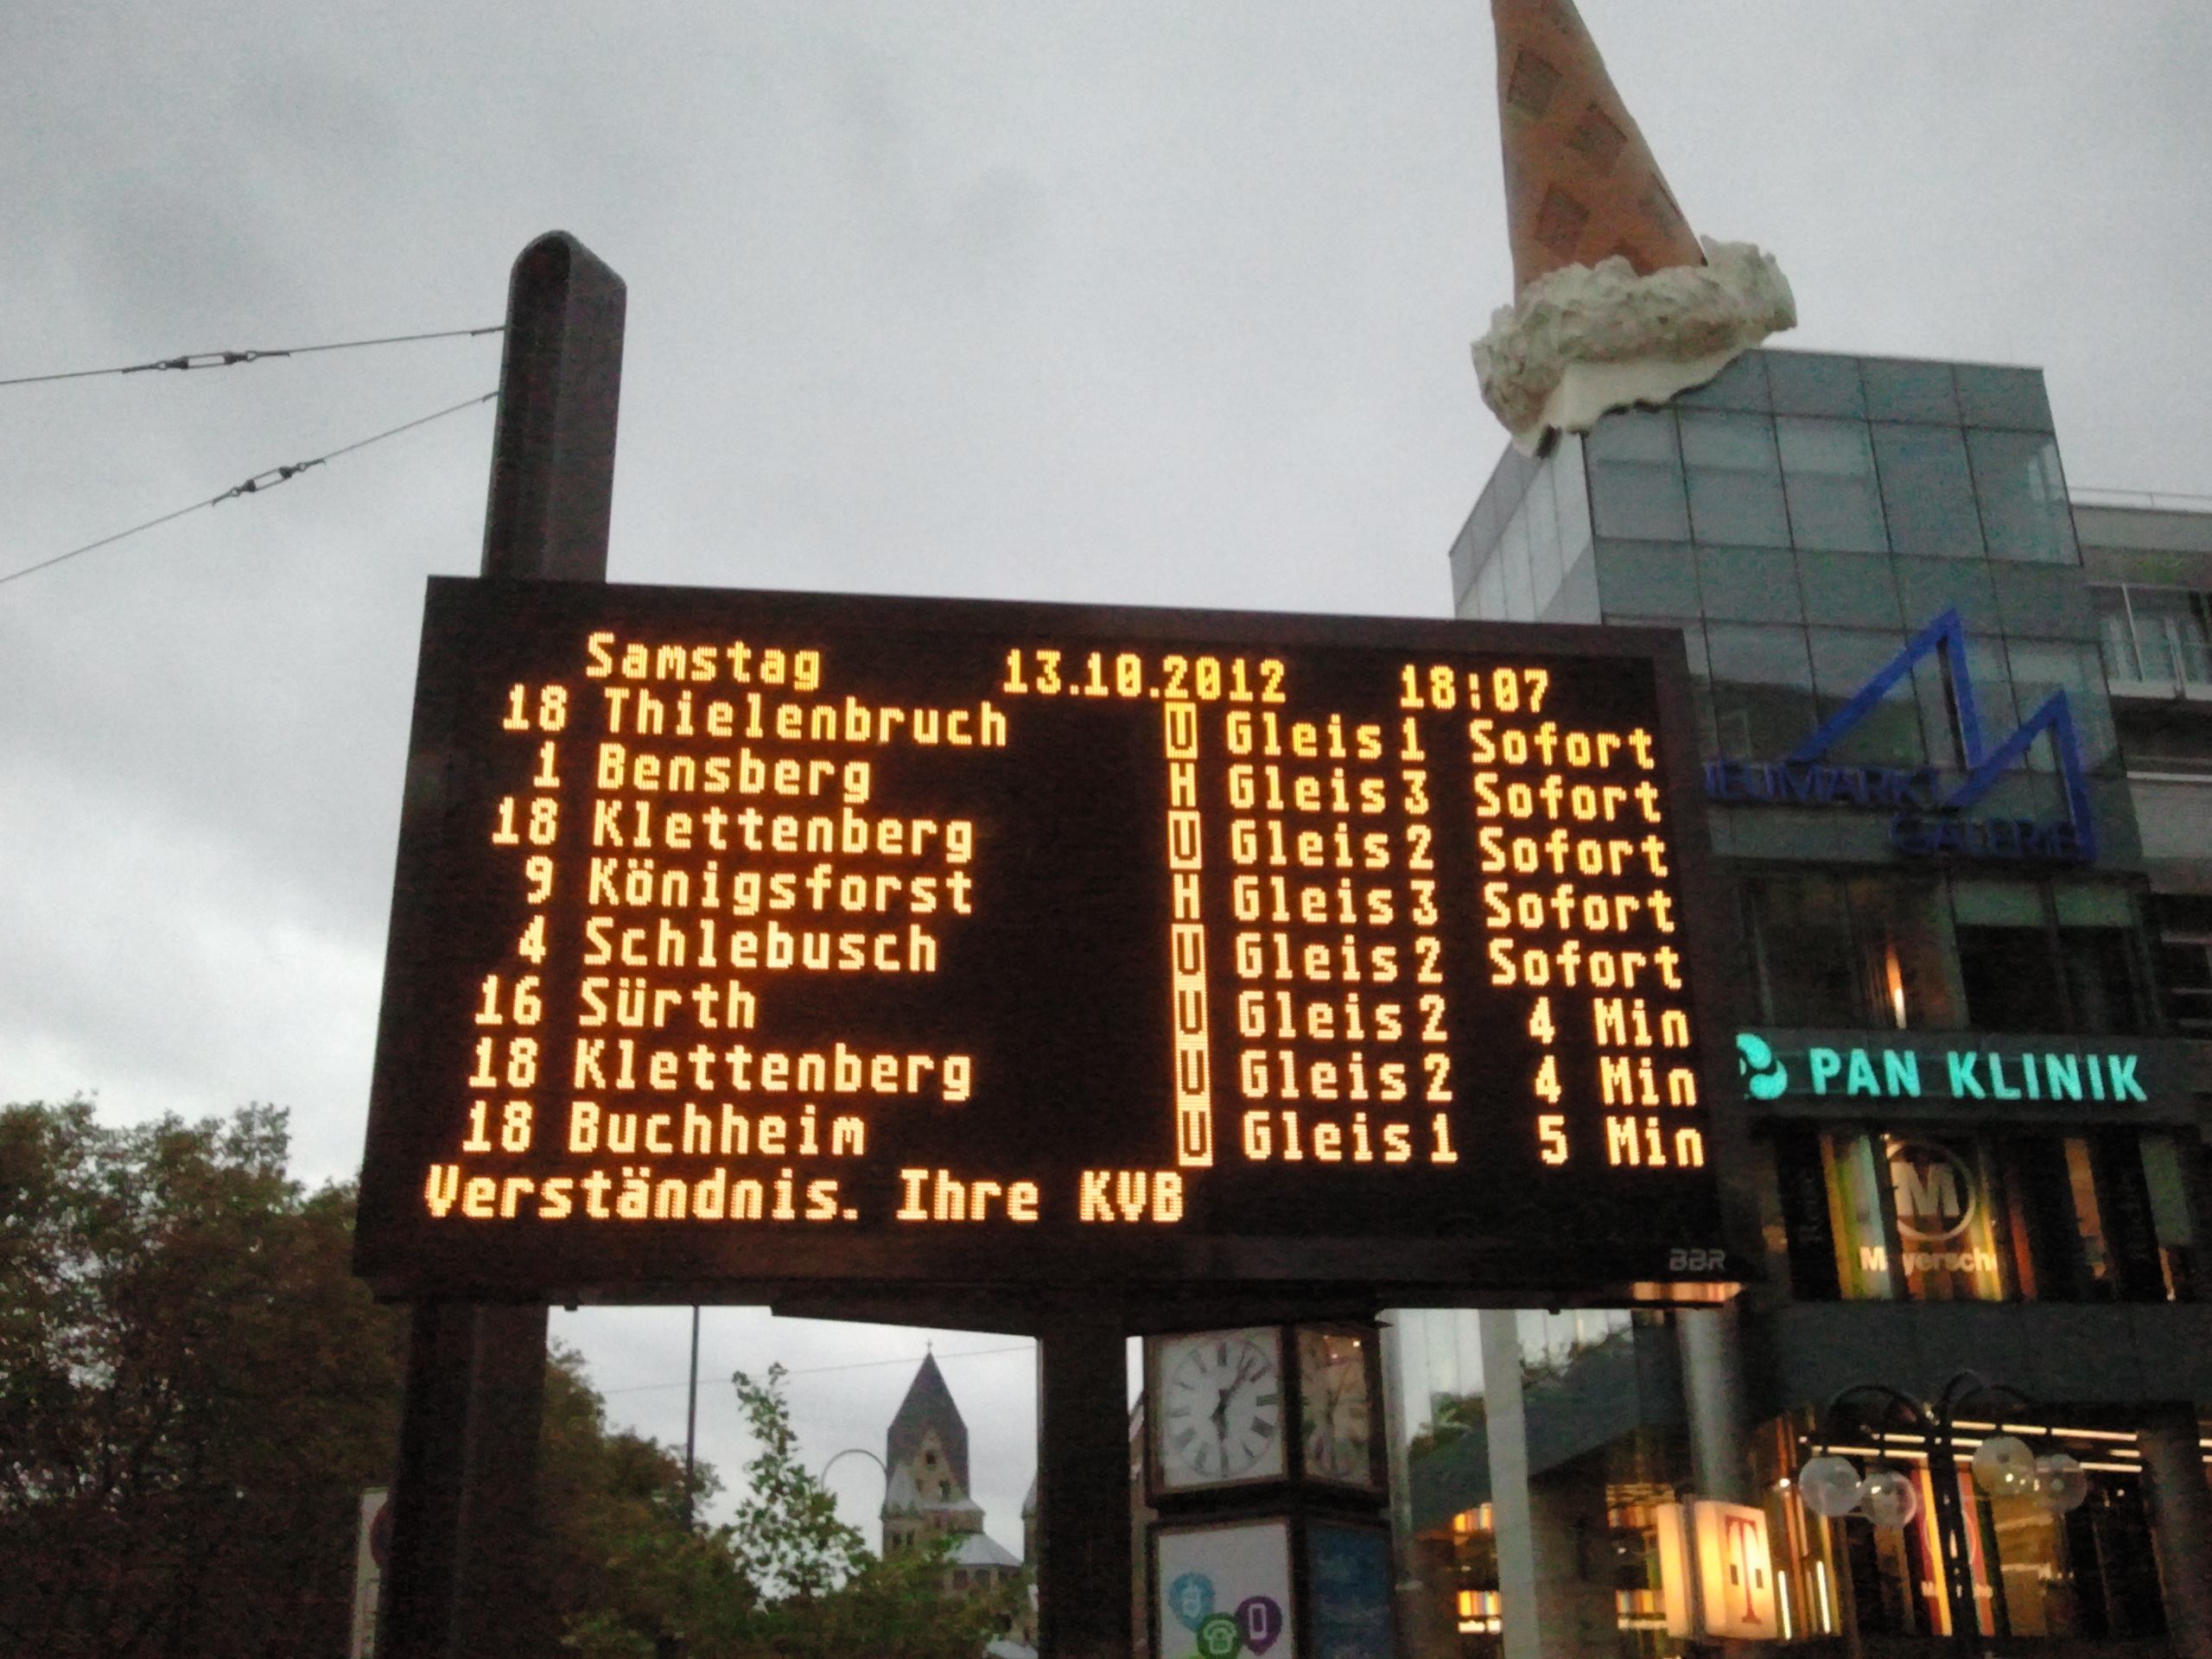 Samstag 13.10.2012 18:07
18 Thielenbruch U Gleis 1 Sofort
1 Bensberg H Gleis 3 Sofort
18 Klettenberg U Gleis 2 Sofort
9 Königsforst H Gleis 3 Sofort
4 Schlebusch U Gleis 2 Sofort
16 Sürth U Gleis 2 4 Min
18 Klettenberg U Gleis 2 4 Min
18 Buchheim U Gleis 1 5 Min
Verständnis. Ihre KVB
BBR
GALERIE
PAN KLINIK
M
T